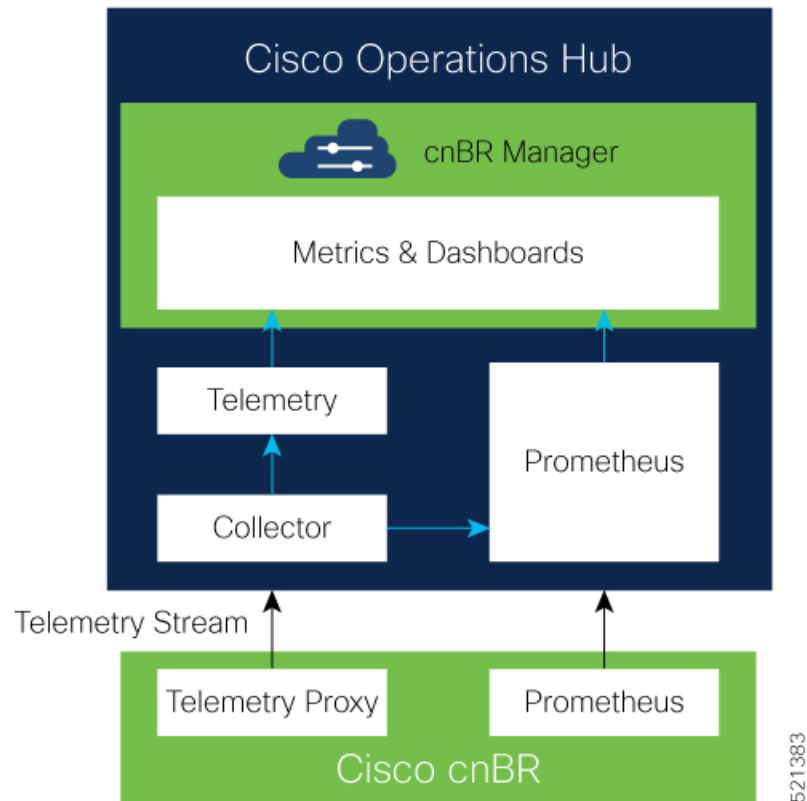 Cisco Operations Hub
cnBR Manager
Metrics & Dashboards
Telemetry
Prometheus
Collector
Telemetry Stream
Telemetry Proxy
Prometheus
Cisco cnBR
521383